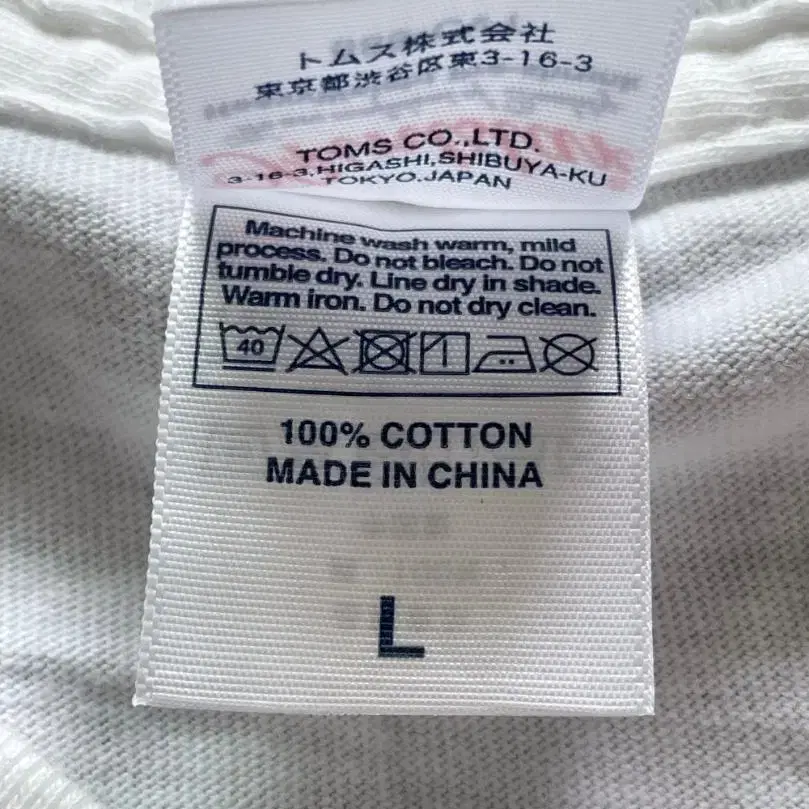 トムス株式会社
東京都渋谷区東3-16-3
TOMS CO.,LTD.
3-16-3,HIGASHI,SHIBUYA-KU
TOKYO.JAPAN
Machine wash warm, mild
process. Do not bleach. Do not
tumble dry. Line dry in shade.
Warm iron. Do not dry clean.
40
100% COTTON
MADE IN CHINA
L